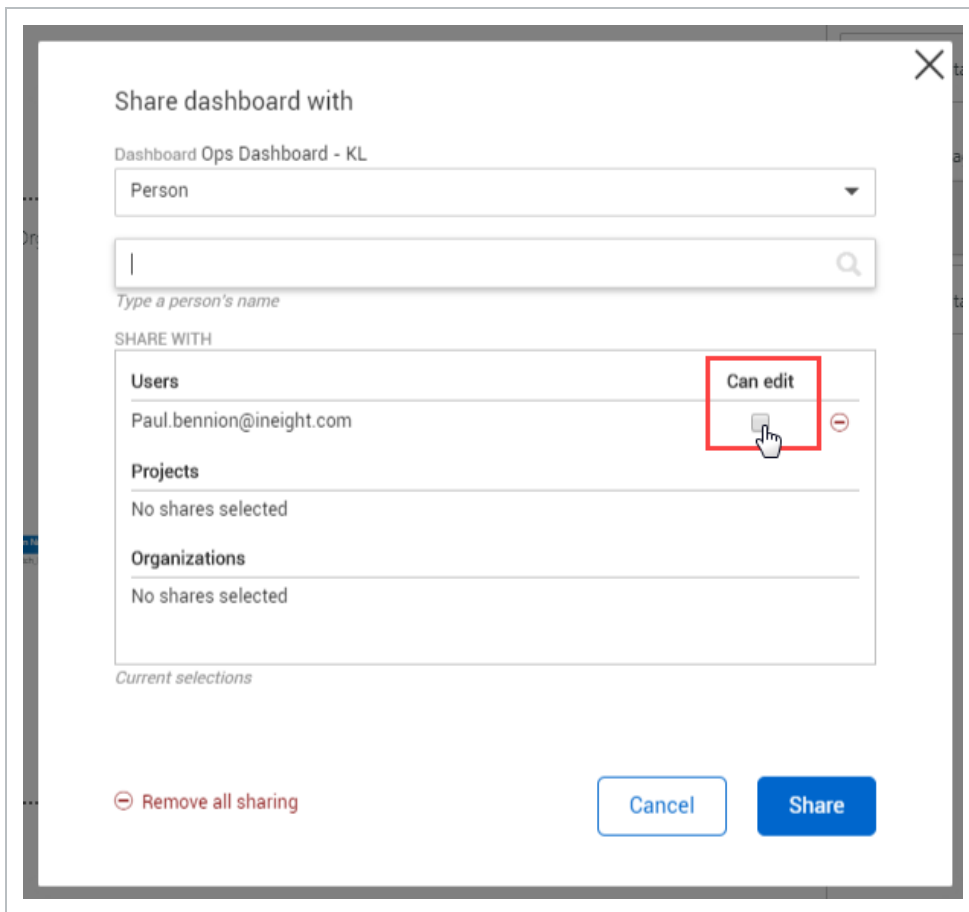 Share dashboard with
Dashboard Ops Dashboard - KL
Person
Type a person's name
SHARE WITH
Users Can edit
Paul.bennion@ineight.com
Projects
No shares selected
Organizations
No shares selected
Current selections
Remove all sharing Cancel Share